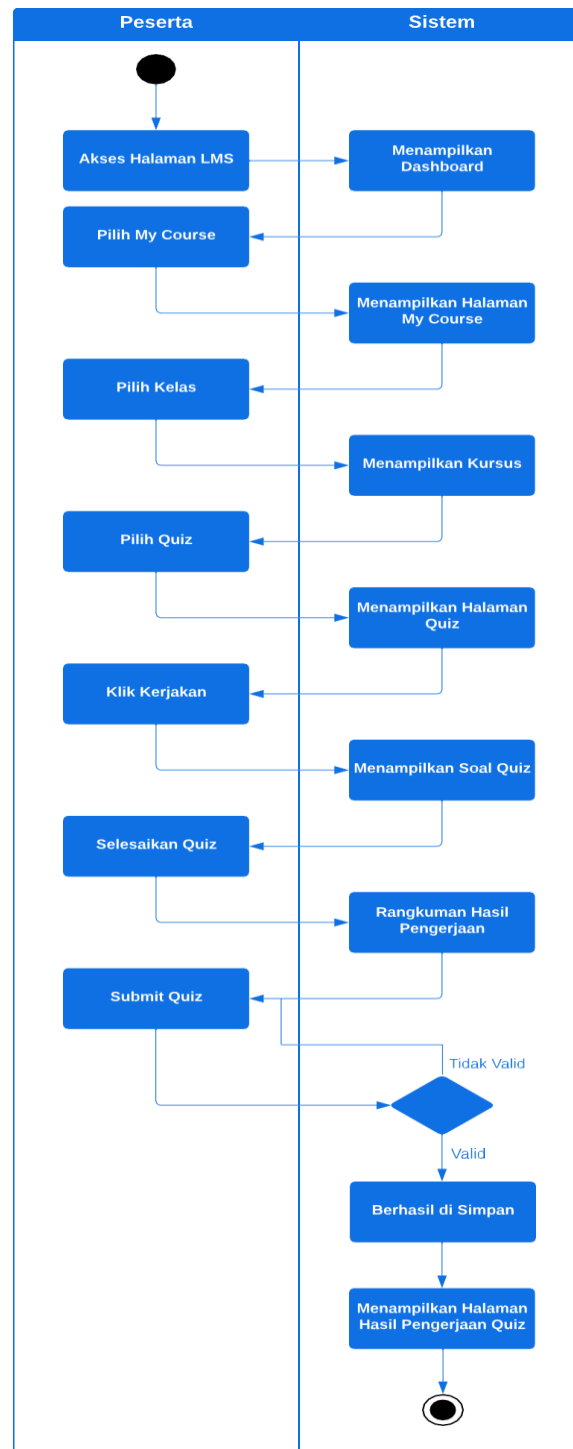 Peserta
Sistem
Akses Halaman LMS
Menampilkan
Dashboard
Pilih My Course
Menampilkan Halaman
My Course
Pilih Kelas
Menampilkan Kursus
Pilih Quiz
Menampilkan Halaman
Quiz
Klik Kerjakan
Menampilkan Soal Quiz
Selesaikan Quiz
Rangkuman Hasil
Pengerjaan
Submit Quiz
Tidak Valid
Valid
Berhasil di Simpan
Menampilkan Halaman
Hasil Pengerjaan Quiz